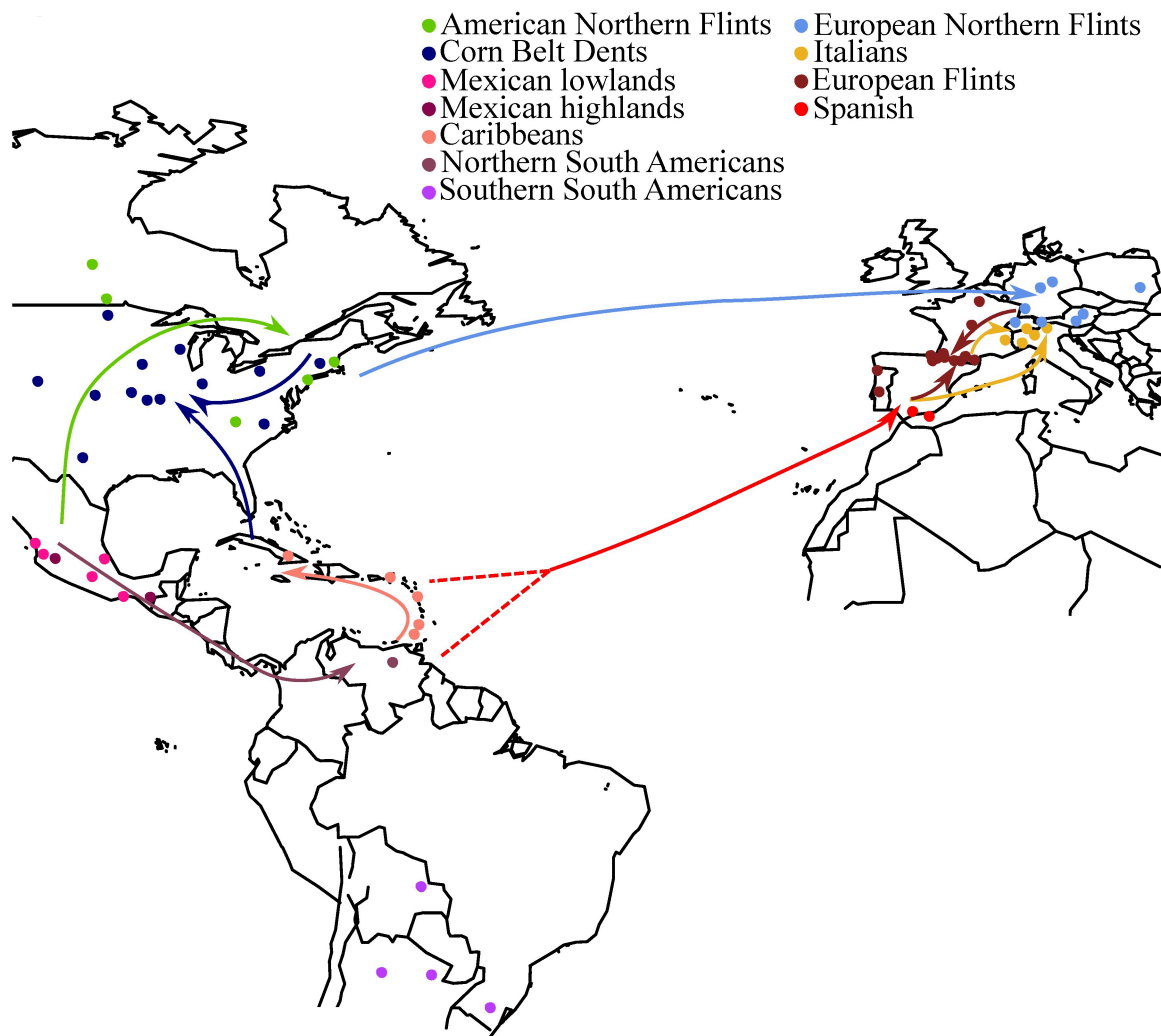 American Northern Flints
Corn Belt Dents
Mexican lowlands
Mexican highlands
Caribbeans
Northern South Americans
Southern South Americans
European Northern Flints
Italians
European Flints
Spanish